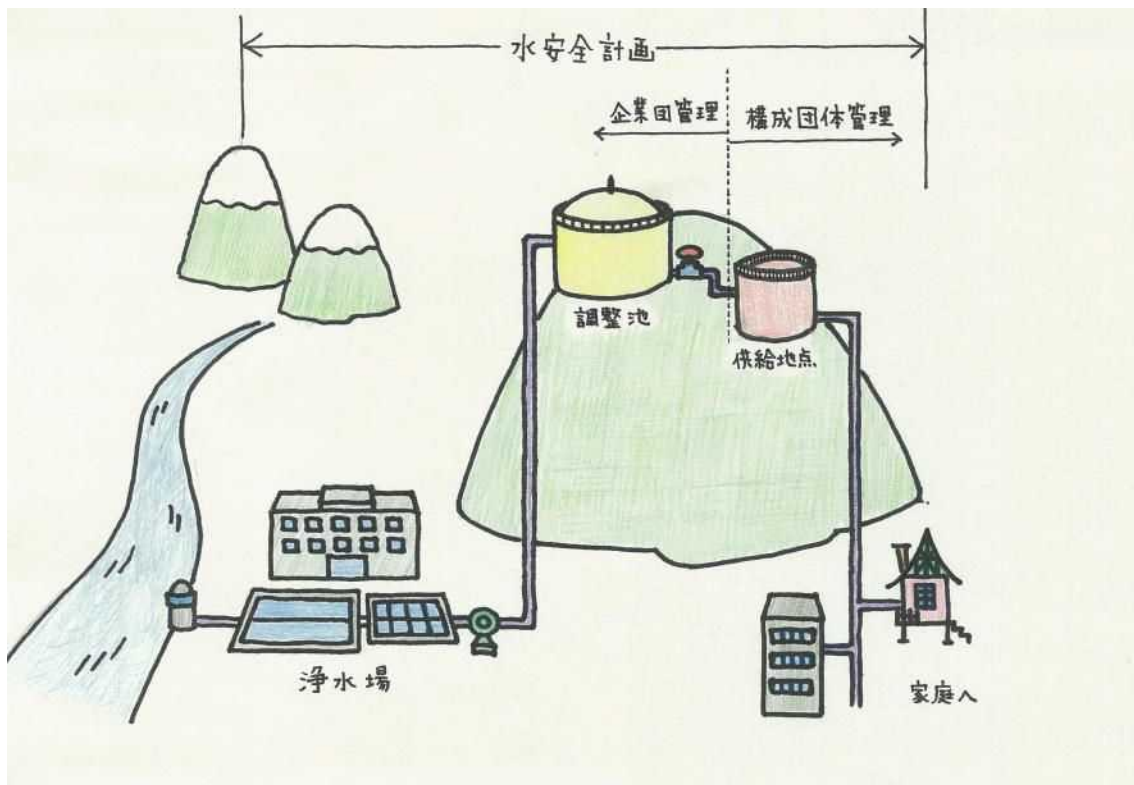 水安全計画
企業団管理
構成団体管理
調整池
供給地点
浄水場
家庭へ